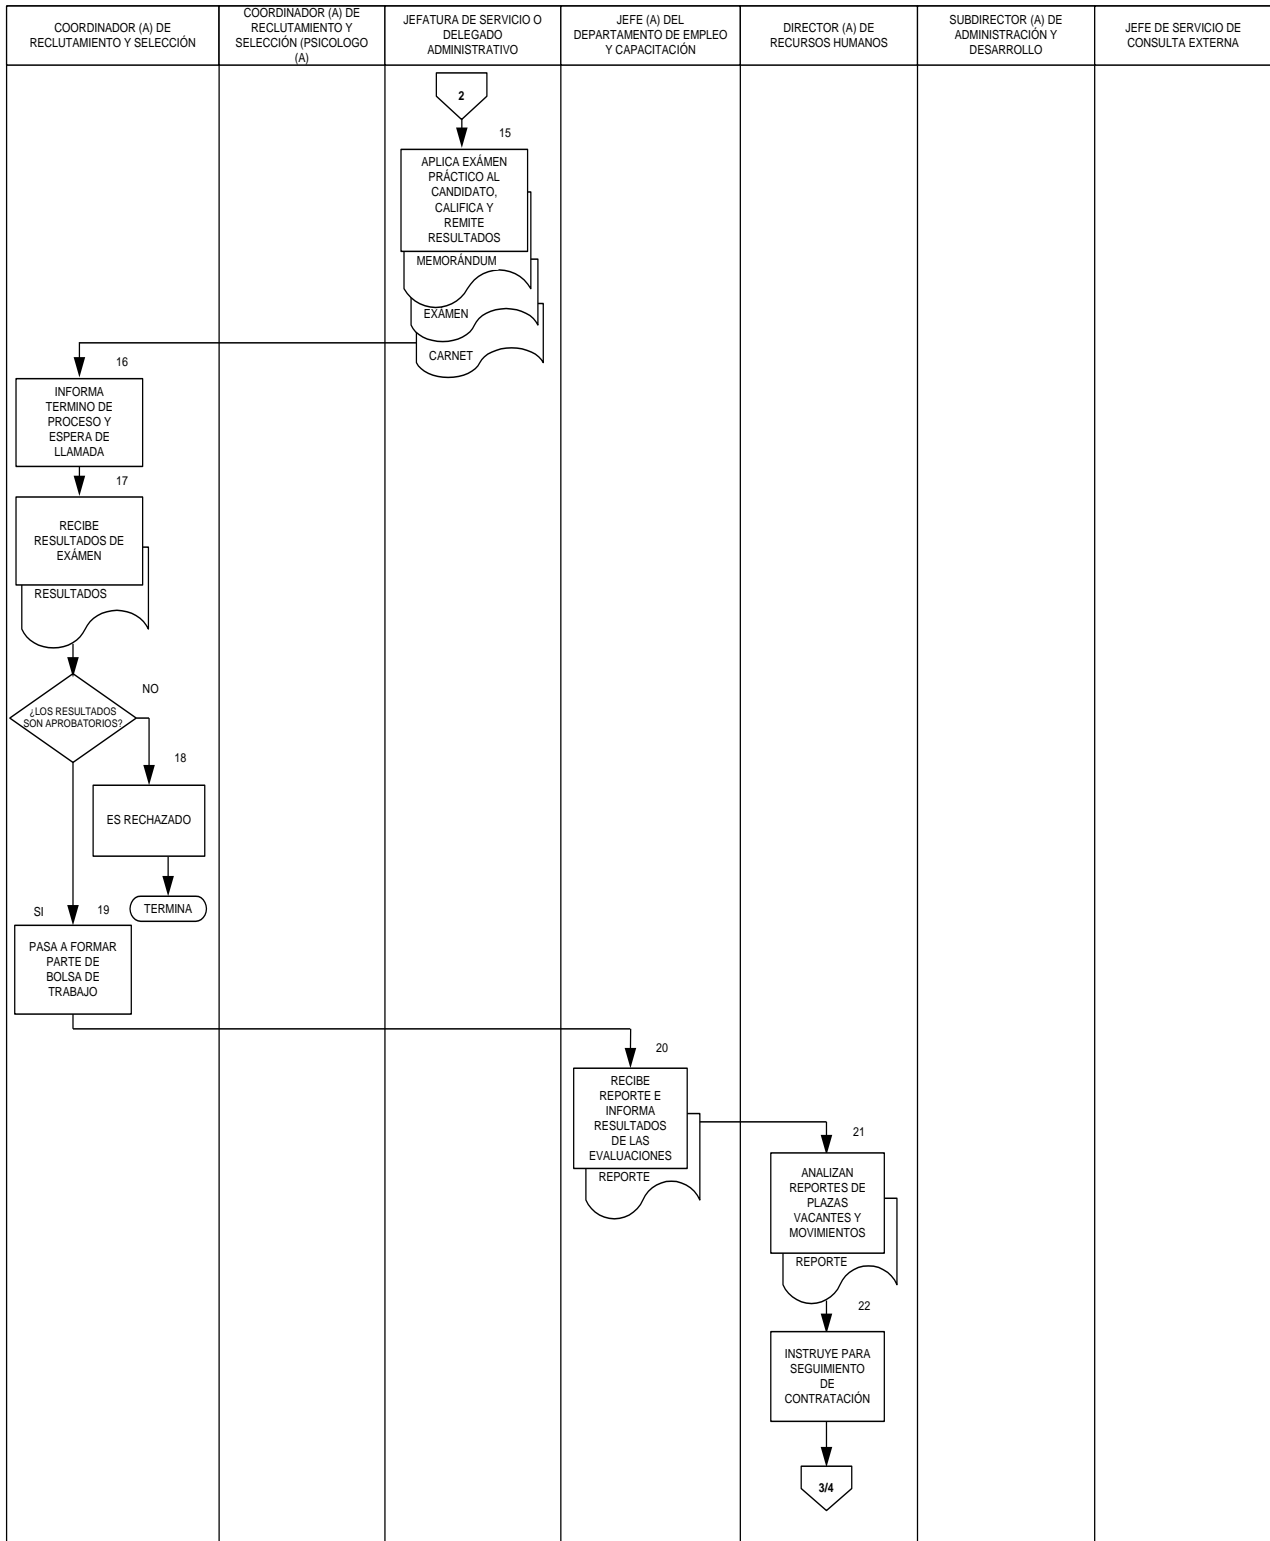 COORDINADOR (A) DE
RECLUTAMIENTO Y SELECCIÓN
COORDINADOR (A) DE
RECLUTAMIENTO Y
SELECCIÓN (PSICOLOGO
(A)
JEFATURA DE SERVICIO O
DELEGADO
ADMINISTRATIVO
JEFE (A) DEL
DEPARTAMENTO DE EMPLEO
Y CAPACITACIÓN
DIRECTOR (A) DE
RECURSOS HUMANOS
SUBDIRECTOR (A) DE
ADMINISTRACIÓN Y
DESARROLLO
JEFE DE SERVICIO DE
CONSULTA EXTERNA
2
15
APLICA EXÁMEN
PRÁCTICO AL
CANDIDATO,
CALIFICA Y
REMITE
RESULTADOS
MEMORÁNDUM
EXÁMEN
CARNET
16
INFORMA
TERMINO DE
PROCESO Y
ESPERA DE
LLAMADA
17
RECIBE
RESULTADOS DE
EXÁMEN
RESULTADOS
¿LOS RESULTADOS
SON APROBATORIOS?
NO
18
ES RECHAZADO
TERMINA
SI
19
PASA A FORMAR
PARTE DE
BOLSA DE
TRABAJO
20
RECIBE
REPORTE E
INFORMA
RESULTADOS
DE LAS
EVALUACIONES
REPORTE
21
ANALIZAN
REPORTES DE
PLAZAS
VACANTES Y
MOVIMIENTOS
REPORTE
22
INSTRUYE PARA
SEGUIMIENTO
DE
CONTRATACIÓN
3/4